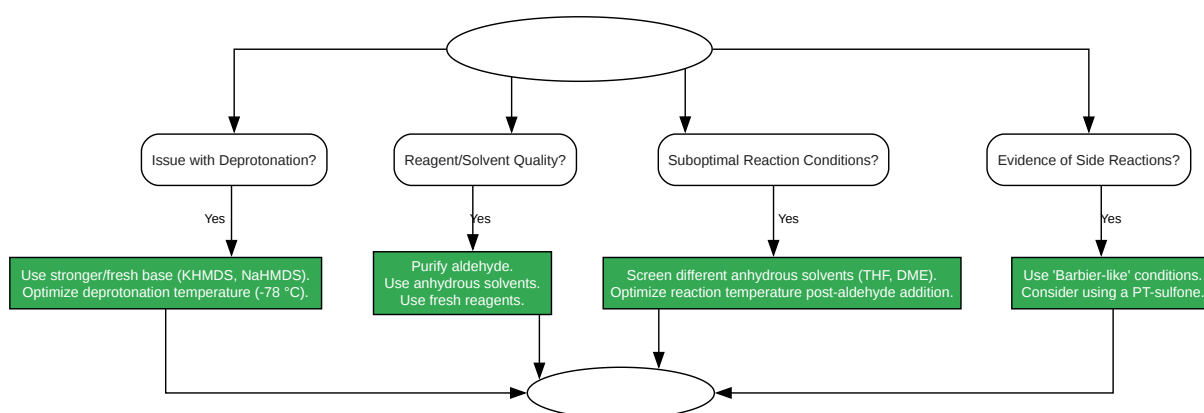 Issue with Deprotonation?
Reagent/Solvent Quality?
Suboptimal Reaction Conditions?
Evidence of Side Reactions?
Yes
Yes
Yes
Yes
Use stronger/fresh base (KHMDS, NaHMDS).
Optimize deprotonation temperature (-78 °C).
Purify aldehyde.
Use anhydrous solvents.
Use fresh reagents.
Screen different anhydrous solvents (THF, DME).
Optimize reaction temperature post-aldehyde addition.
Use 'Barbier-like' conditions.
Consider using a PT-sulfone.